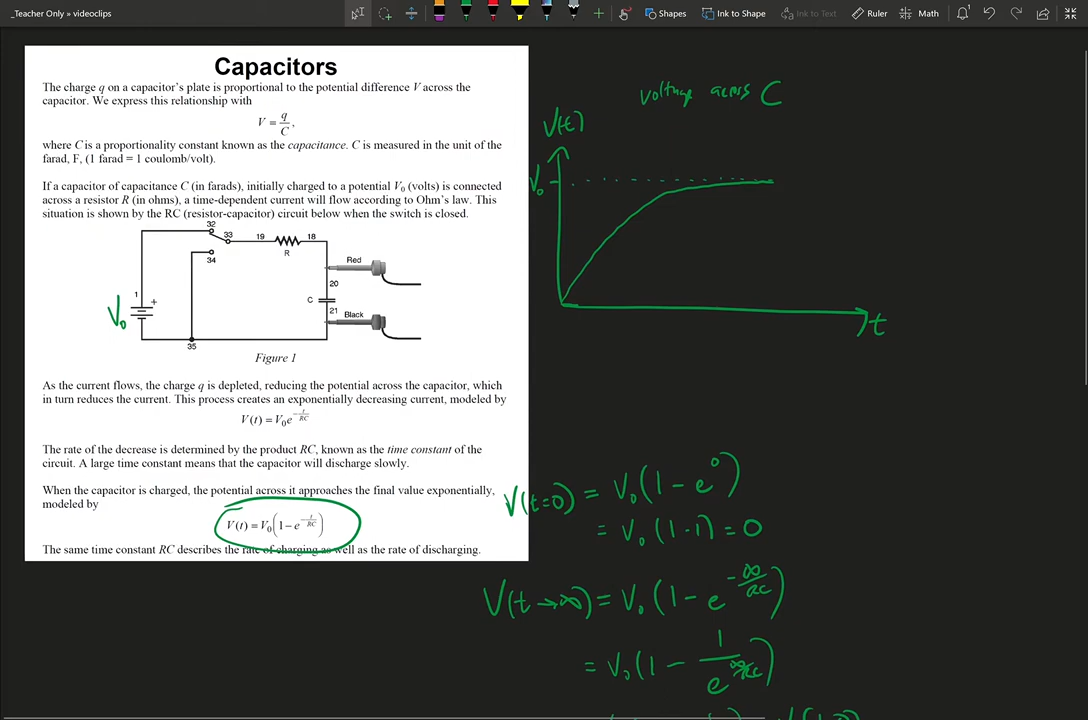 _Teacher Only » videoclips
Shapes
Ink to Shape
Ink to Text
Ruler
Math
Capacitors
The charge q on a capacitor's plate is proportional to the potential difference V across the
capacitor. We express this relationship with
V = q/C,
where C is a proportionality constant known as the capacitance. C is measured in the unit of the
farad, F, (1 farad = 1 coulomb/volt).
If a capacitor of capacitance C (in farads), initially charged to a potential V₀ (volts) is connected
across a resistor R (in ohms), a time-dependent current will flow according to Ohm's law. This
situation is shown by the RC (resistor-capacitor) circuit below when the switch is closed.
32
33
19
18
R
34
Red
20
1
+
C
V₀
21
Black
35
Figure 1
As the current flows, the charge q is depleted, reducing the potential across the capacitor, which
in turn reduces the current. This process creates an exponentially decreasing current, modeled by
V(t) = V₀e^(-t/RC)
The rate of the decrease is determined by the product RC, known as the time constant of the
circuit. A large time constant means that the capacitor will discharge slowly.
When the capacitor is charged, the potential across it approaches the final value exponentially,
modeled by
V(t) = V₀(1 − e^(-t/RC))
The same time constant RC describes the rate of charging as well as the rate of discharging.
voltage across C
V(t)
V₀
t
V(t=0) = V₀(1 − e⁰)
= V₀(1-1) = 0
V(t→∞) = V₀(1 − e^(-∞/RC))
= V₀(1 − 1/e^(∞/RC))